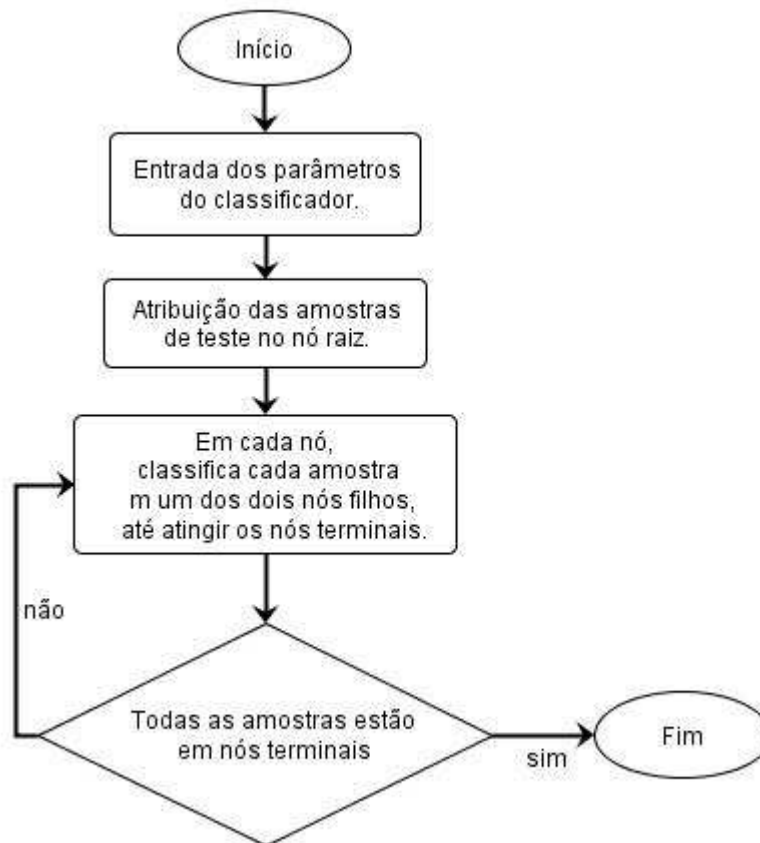 Início
Entrada dos parâmetros
do classificador.
Atribuição das amostras
de teste no nó raiz.
Em cada nó,
classifica cada amostra
m um dos dois nós filhos,
até atingir os nós terminais.
não
Todas as amostras estão
em nós terminais
sim
Fim